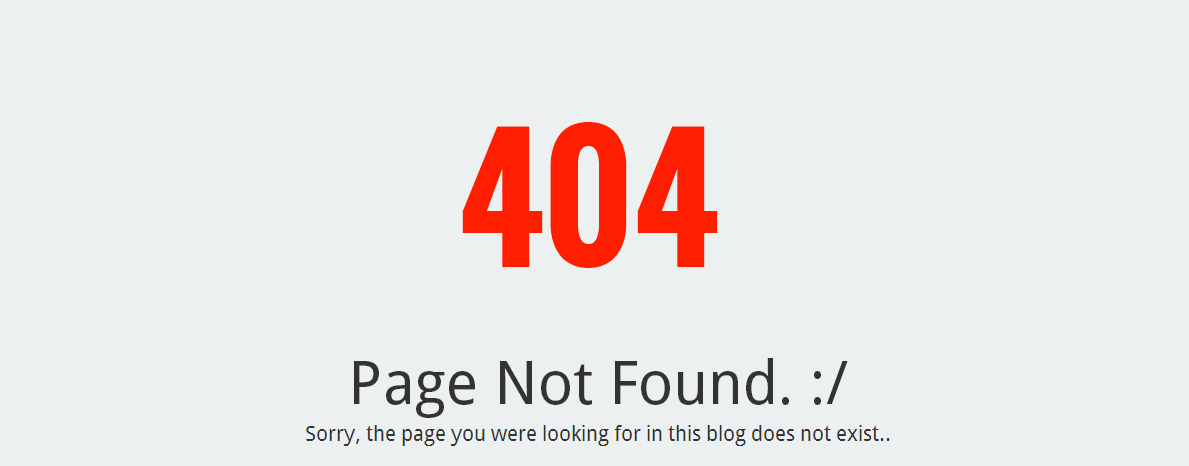 404
Page Not Found. :/
Sorry, the page you were looking for in this blog does not exist..